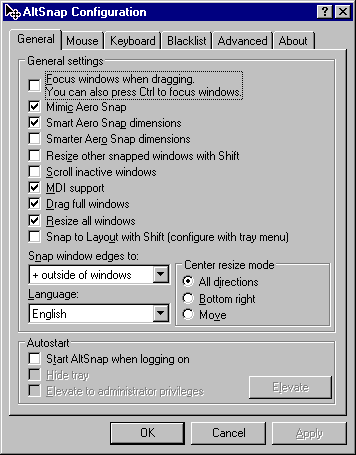 AltSnap Configuration
General Mouse Keyboard Blacklist Advanced About
General settings
Focus windows when dragging.
You can also press Ctrl to focus windows.
Mimic Aero Snap
Smart Aero Snap dimensions
Smarter Aero Snap dimensions
Resize other snapped windows with Shift
Scroll inactive windows
MDI support
Drag full windows
Resize all windows
Snap to Layout with Shift (configure with tray menu)
Snap window edges to:
+ outside of windows
Language:
English
Center resize mode
All directions
Bottom right
Move
Autostart
Start AltSnap when logging on
Hide tray
Elevate to administrator privileges
Elevate
OK Cancel Apply